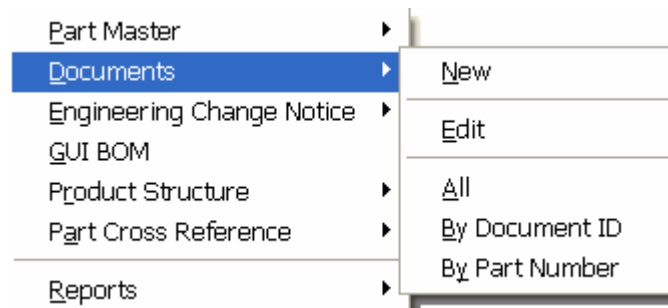 Part Master
Documents
Engineering Change Notice
GUI BOM
Product Structure
Part Cross Reference
Reports
New
Edit
All
By Document ID
By Part Number